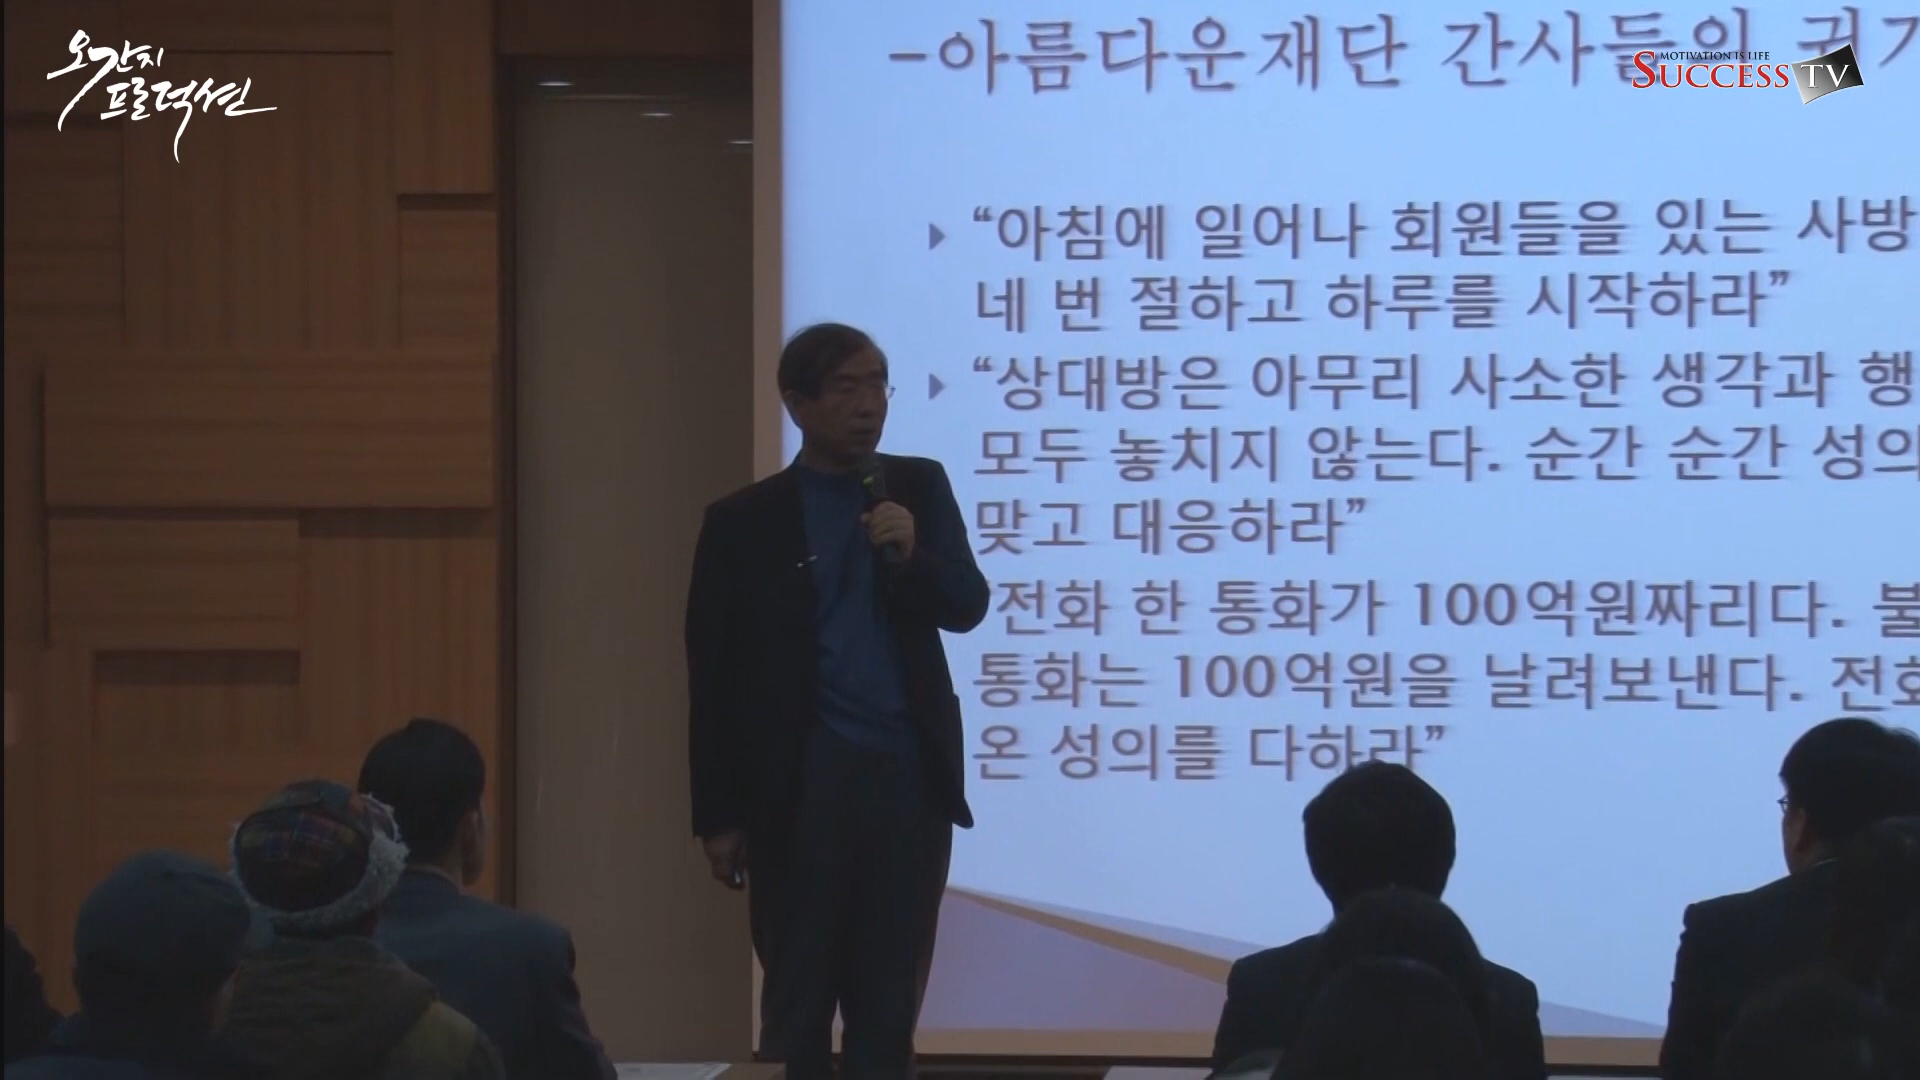 오간지
프로덕션
MOTIVATION IS LIFE
SUCCESS TV
-아름다운재단 간사들의
“아침에 일어나 회원들을 있는 사방
네 번 절하고 하루를 시작하라”
“상대방은 아무리 사소한 생각과 행
모두 놓치지 않는다. 순간 순간 성의
맞고 대응하라”
“전화 한 통화가 100억원짜리다. 불
통화는 100억원을 날려보낸다. 전화
온 성의를 다하라”